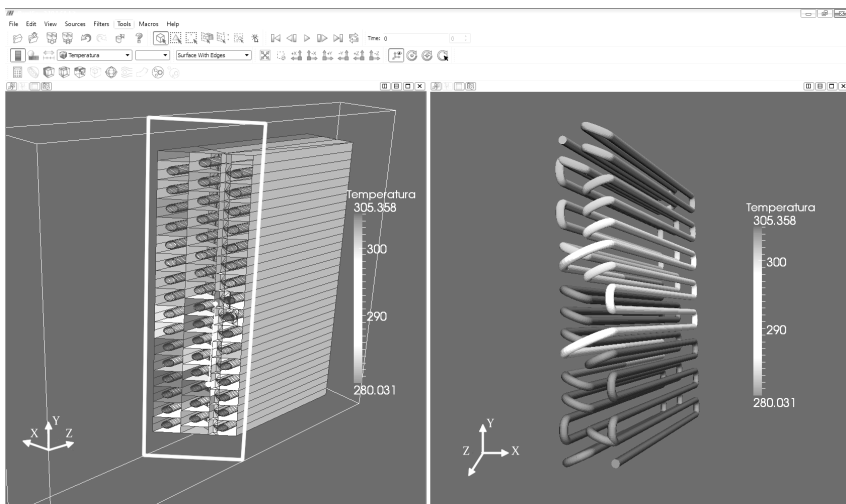 File Edit View Sources Filters Tools Macros Help
Time: 0
0
Temperatura
Surface With Edges
Temperatura
305.358
300
290
280.031
Y
X
Z
Temperatura
305.358
300
290
280.031
Y
Z
X